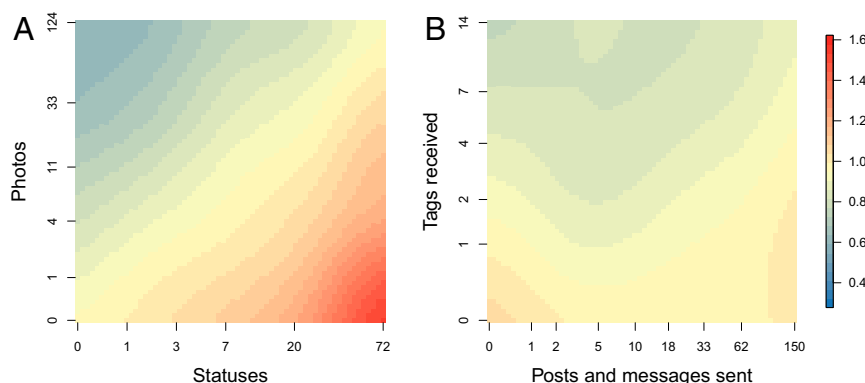 A
Photos
124
33
11
4
1
0
0 1 3 7 20 72
Statuses
B
Tags received
14
7
4
2
1
0
0 1 2 5 10 18 33 62 150
Posts and messages sent
1.6
1.4
1.2
1.0
0.8
0.6
0.4